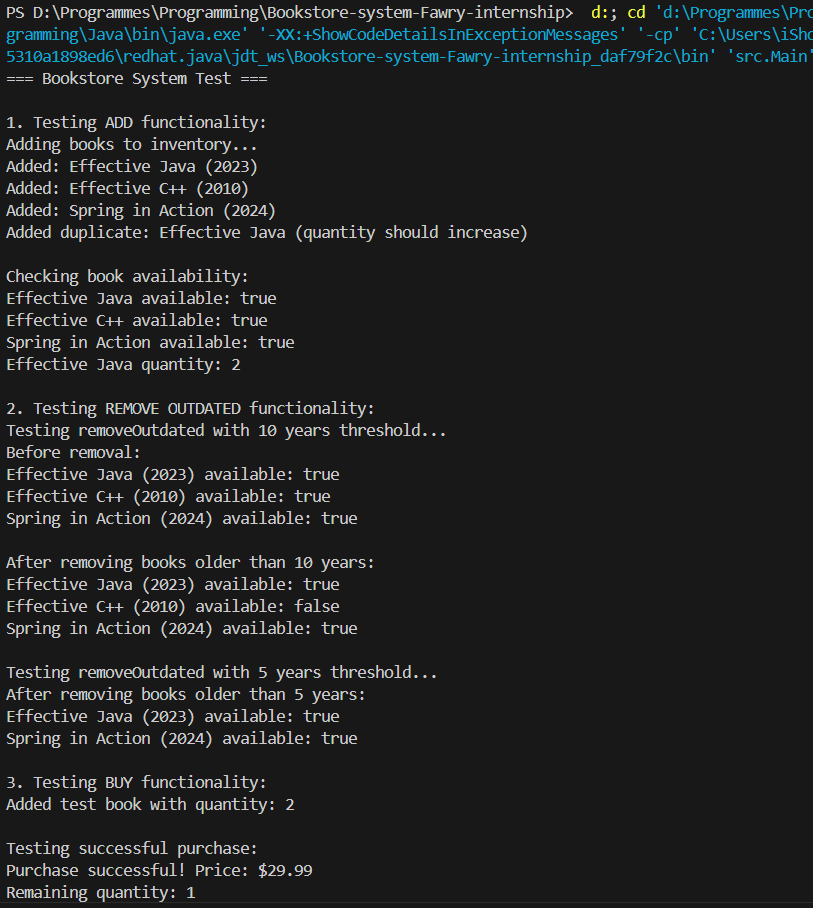 PS D:\Programmes\Programming\Bookstore-system-Fawry-internship>  d:; cd 'd:\Programmes\Pro
gramming\Java\bin\java.exe' '-XX:+ShowCodeDetailsInExceptionMessages' '-cp' 'C:\Users\iSho
5310a1898ed6\redhat.java\jdt_ws\Bookstore-system-Fawry-internship_daf79f2c\bin' 'src.Main'
=== Bookstore System Test ===
1. Testing ADD functionality:
Adding books to inventory...
Added: Effective Java (2023)
Added: Effective C++ (2010)
Added: Spring in Action (2024)
Added duplicate: Effective Java (quantity should increase)
Checking book availability:
Effective Java available: true
Effective C++ available: true
Spring in Action available: true
Effective Java quantity: 2
2. Testing REMOVE OUTDATED functionality:
Testing removeOutdated with 10 years threshold...
Before removal:
Effective Java (2023) available: true
Effective C++ (2010) available: true
Spring in Action (2024) available: true
After removing books older than 10 years:
Effective Java (2023) available: true
Effective C++ (2010) available: false
Spring in Action (2024) available: true
Testing removeOutdated with 5 years threshold...
After removing books older than 5 years:
Effective Java (2023) available: true
Spring in Action (2024) available: true
3. Testing BUY functionality:
Added test book with quantity: 2
Testing successful purchase:
Purchase successful! Price: $29.99
Remaining quantity: 1